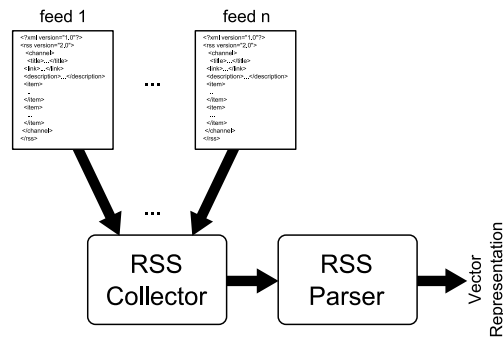 feed 1
<?xml version="1,0"?>
<rss version="2,0">
<channel>
<title>...</title>
<link>...</link>
<description>...</description>
<item>
..
</item>
<item>
...
</item>
</channel>
</rss>
...
feed n
<?xml version="1,0"?>
<rss version="2,0">
<channel>
<title>...</title>
<link>...</link>
<description>...</description>
<item>
..
</item>
<item>
...
</item>
</channel>
</rss>
...
RSS
Collector
RSS
Parser
Vector
Representation